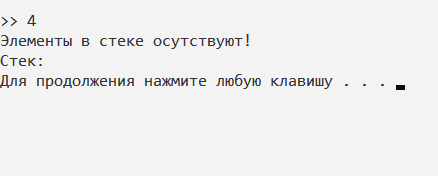 >> 4
Элементы в стеке осутствуют!
Стек:
Для продолжения нажмите любую клавишу . . .